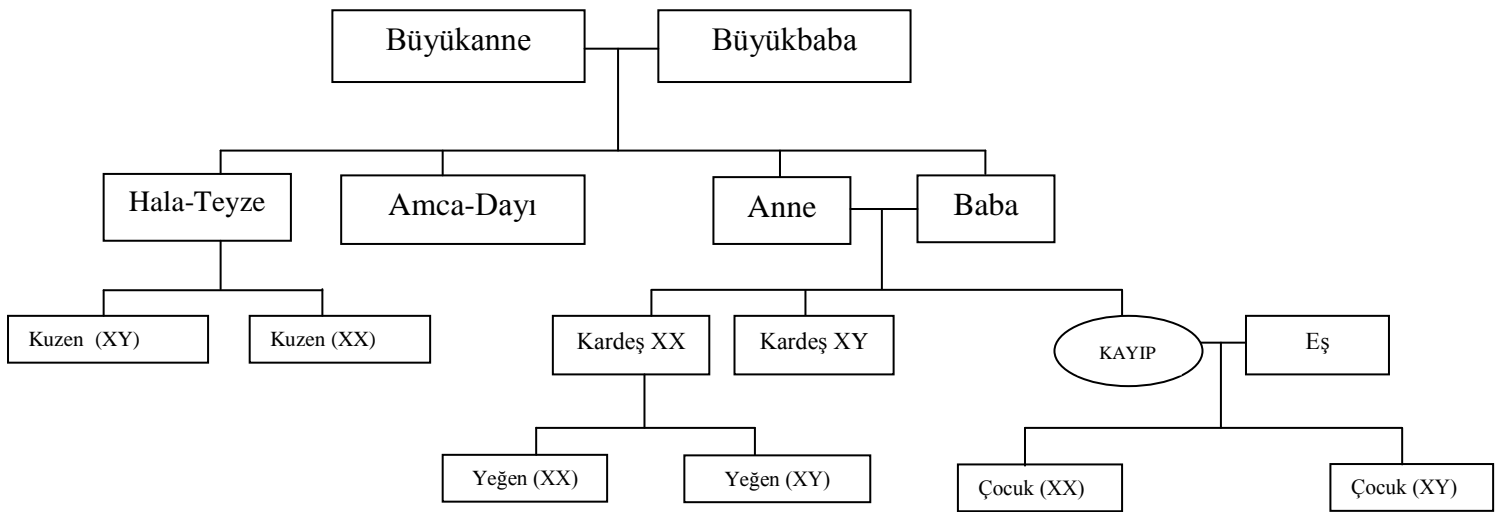 Büyükanne
Büyükbaba
Hala-Teyze
Amca-Dayı
Anne
Baba
Kuzen (XY)
Kuzen (XX)
Kardeş XX
Kardeş XY
KAYIP
Eş
Yeğen (XX)
Yeğen (XY)
Çocuk (XX)
Çocuk (XY)